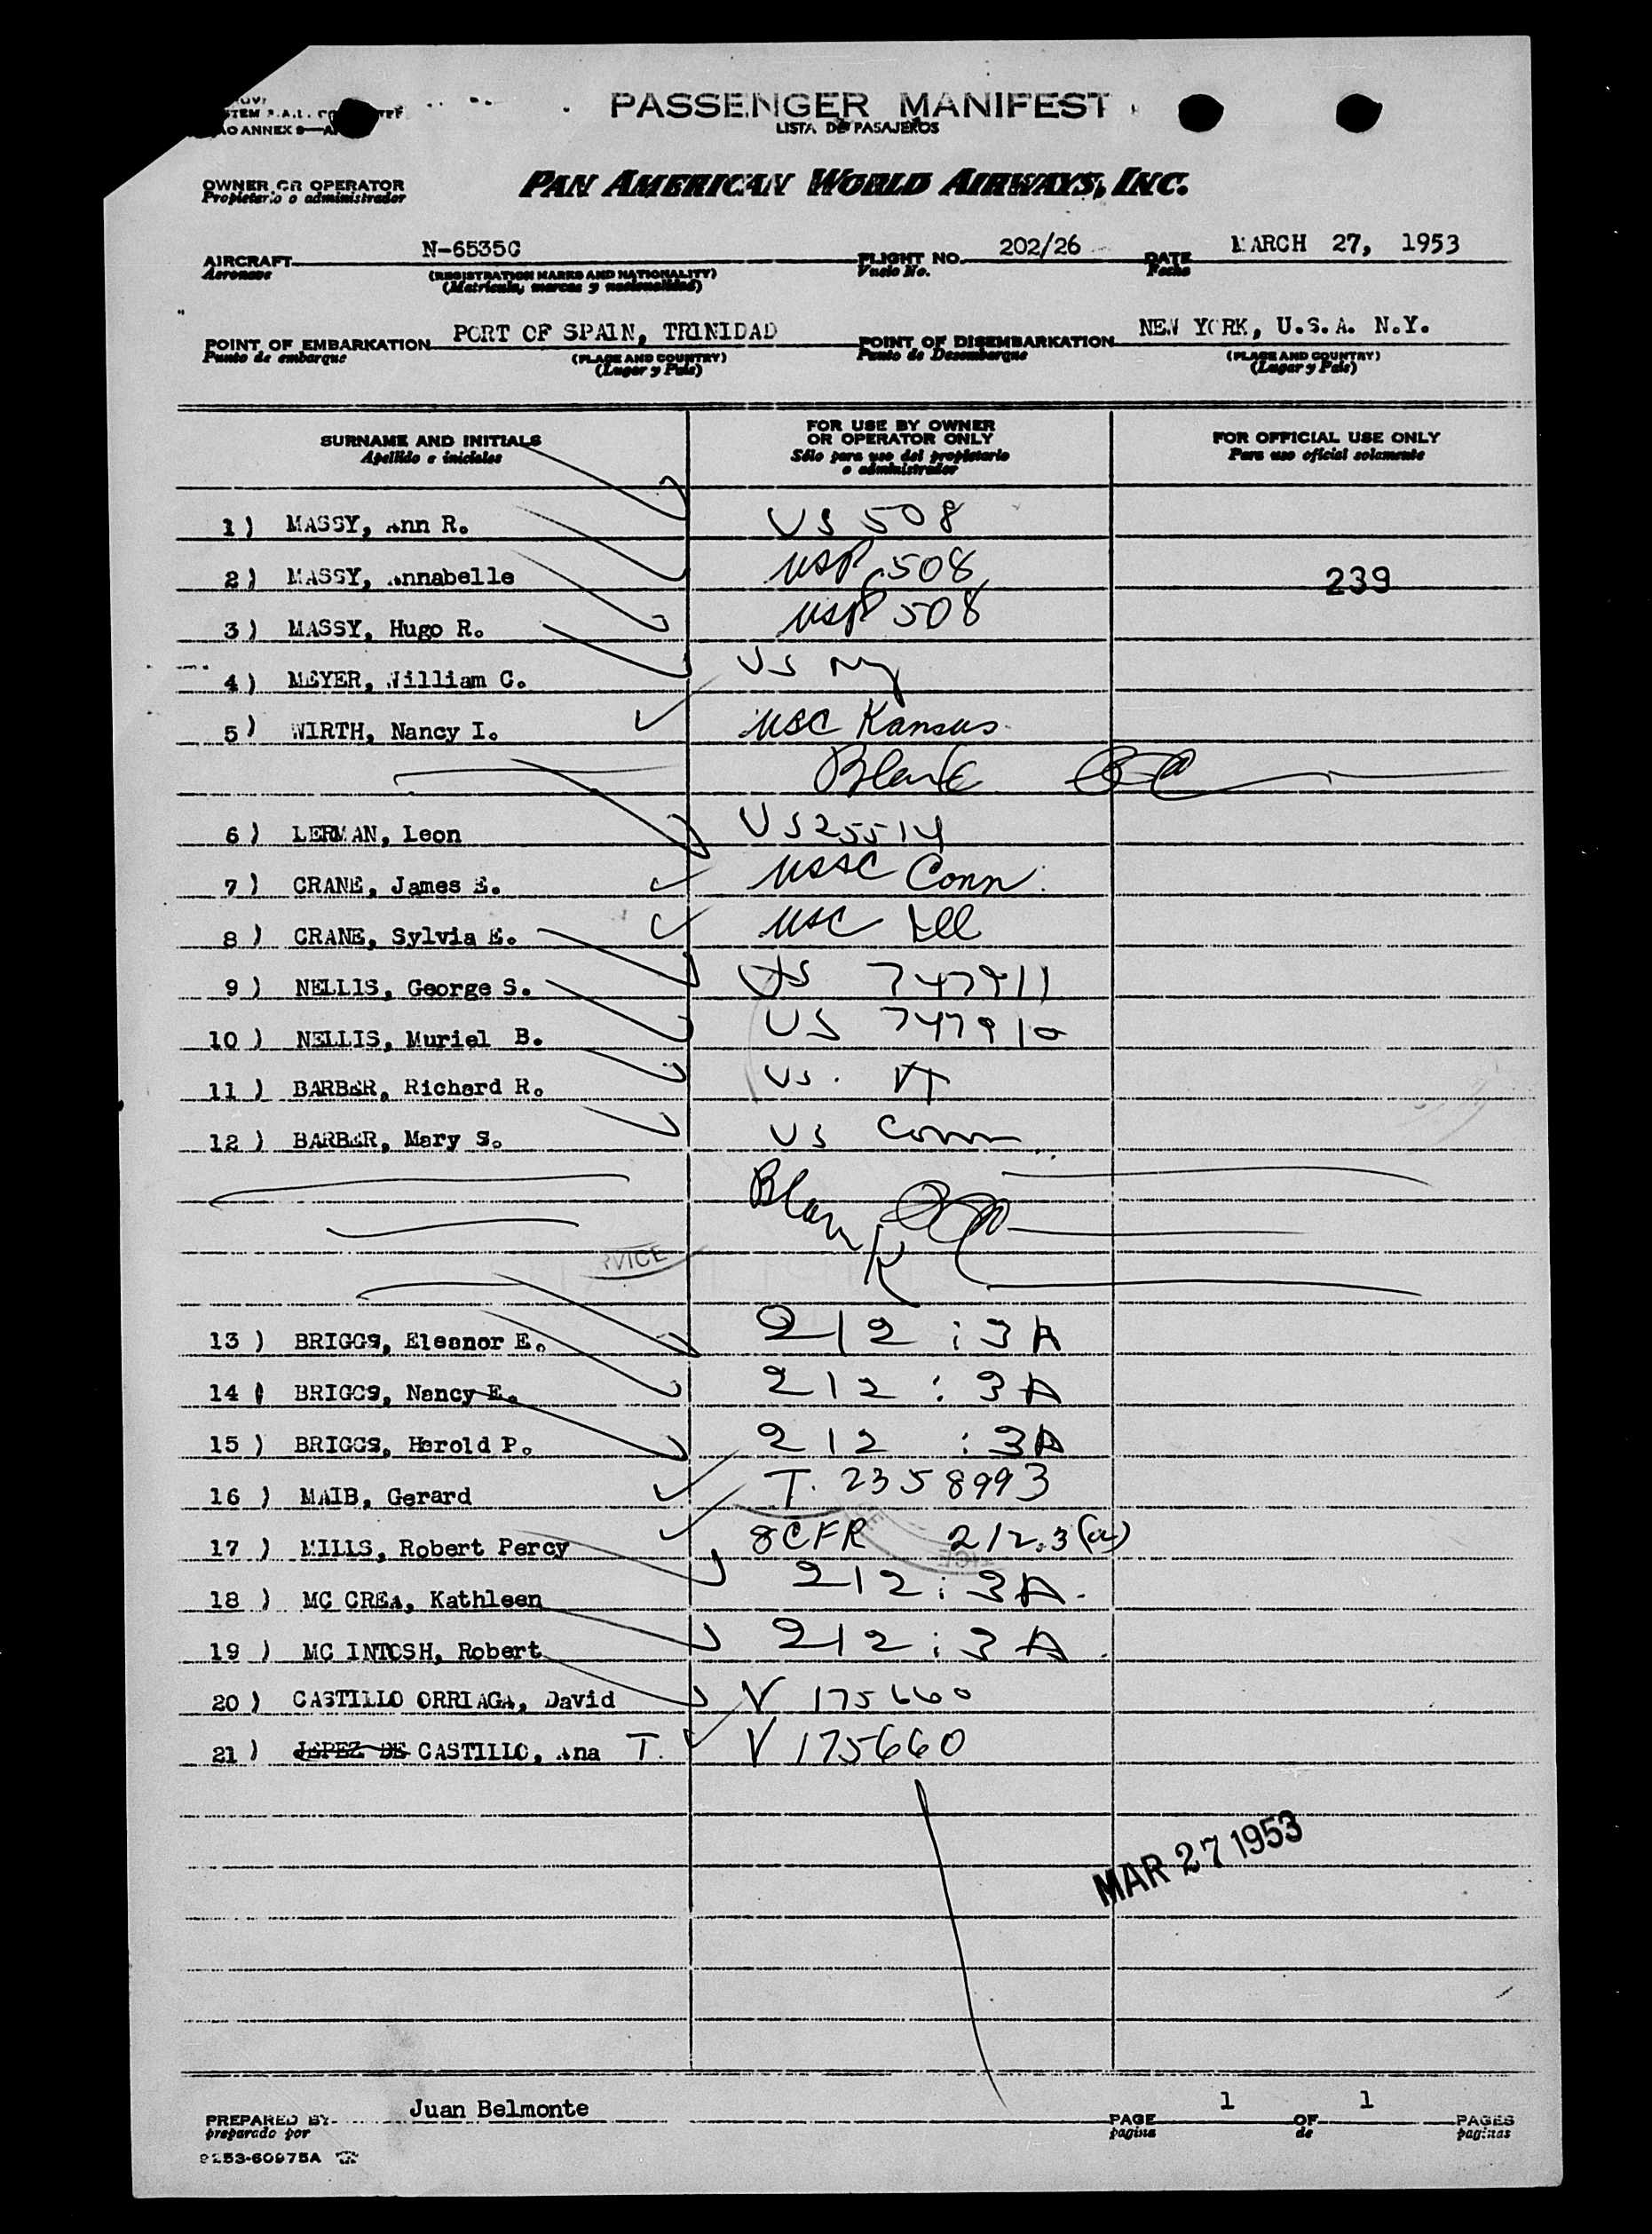 PASSENGER MANIFEST
LISTA DE PASAJEROS
ANNEX 9
OWNER OR OPERATOR
Propietario o administrador
PAN AMERICAN WORLD AIRWAYS, INC.
AIRCRAFT N-6535C FLIGHT NO. 202/26 DATE MARCH 27, 1953
Aeronave (REGISTRATION MARKS AND NATIONALITY) Vuelo No. Fecha
(Matrícula, marcas y nacionalidad)
POINT OF EMBARKATION PORT OF SPAIN, TRINIDAD POINT OF DISEMBARKATION NEW YORK, U.S.A. N.Y.
Punto de embarque (PLACE AND COUNTRY) Punto de Desembarque (PLACE AND COUNTRY)
(Lugar y País) (Lugar y País)
SURNAME AND INITIALS FOR USE BY OWNER OR OPERATOR ONLY FOR OFFICIAL USE ONLY
Apellido e iniciales Sólo para uso del propietario o administrador Para uso oficial solamente
1) MASSY, Ann R. US 508
2) MASSY, Annabelle USP 508 239
3) MASSY, Hugo R. USP 508
4) MEYER, William C. US NY
5) WIRTH, Nancy I. USC Kansas
Blank
6) LERMAN, Leon US 25514
7) CRANE, James E. Conn.
8) CRANE, Sylvia E. USC Ill
9) NELLIS, George S. US 747911
10) NELLIS, Muriel B. US 747910
11) BARBER, Richard R. US. VT
12) BARBER, Mary S. US Conn
Blank
RVICE
13) BRIGGS, Eleanor E. 212 : 3A
14) BRIGGS, Nancy E. 212 : 3A
15) BRIGGS, Harold P. 212 : 3A
16) MAIB, Gerard T. 2358993
17) MILLS, Robert Percy 8CFR 212.3(a)
18) MC CREA, Kathleen 212 : 3A.
19) MC INTOSH, Robert 212 : 3A.
20) CASTILLO ORRIAGA, David V 175660
21) JEPEZ DE CASTILLO, Ana T. V 175660
MAR 27 1953
PREPARED BY Juan Belmonte PAGE 1 OF 1 PAGES
preparado por pagina de paginas
9253-60975A